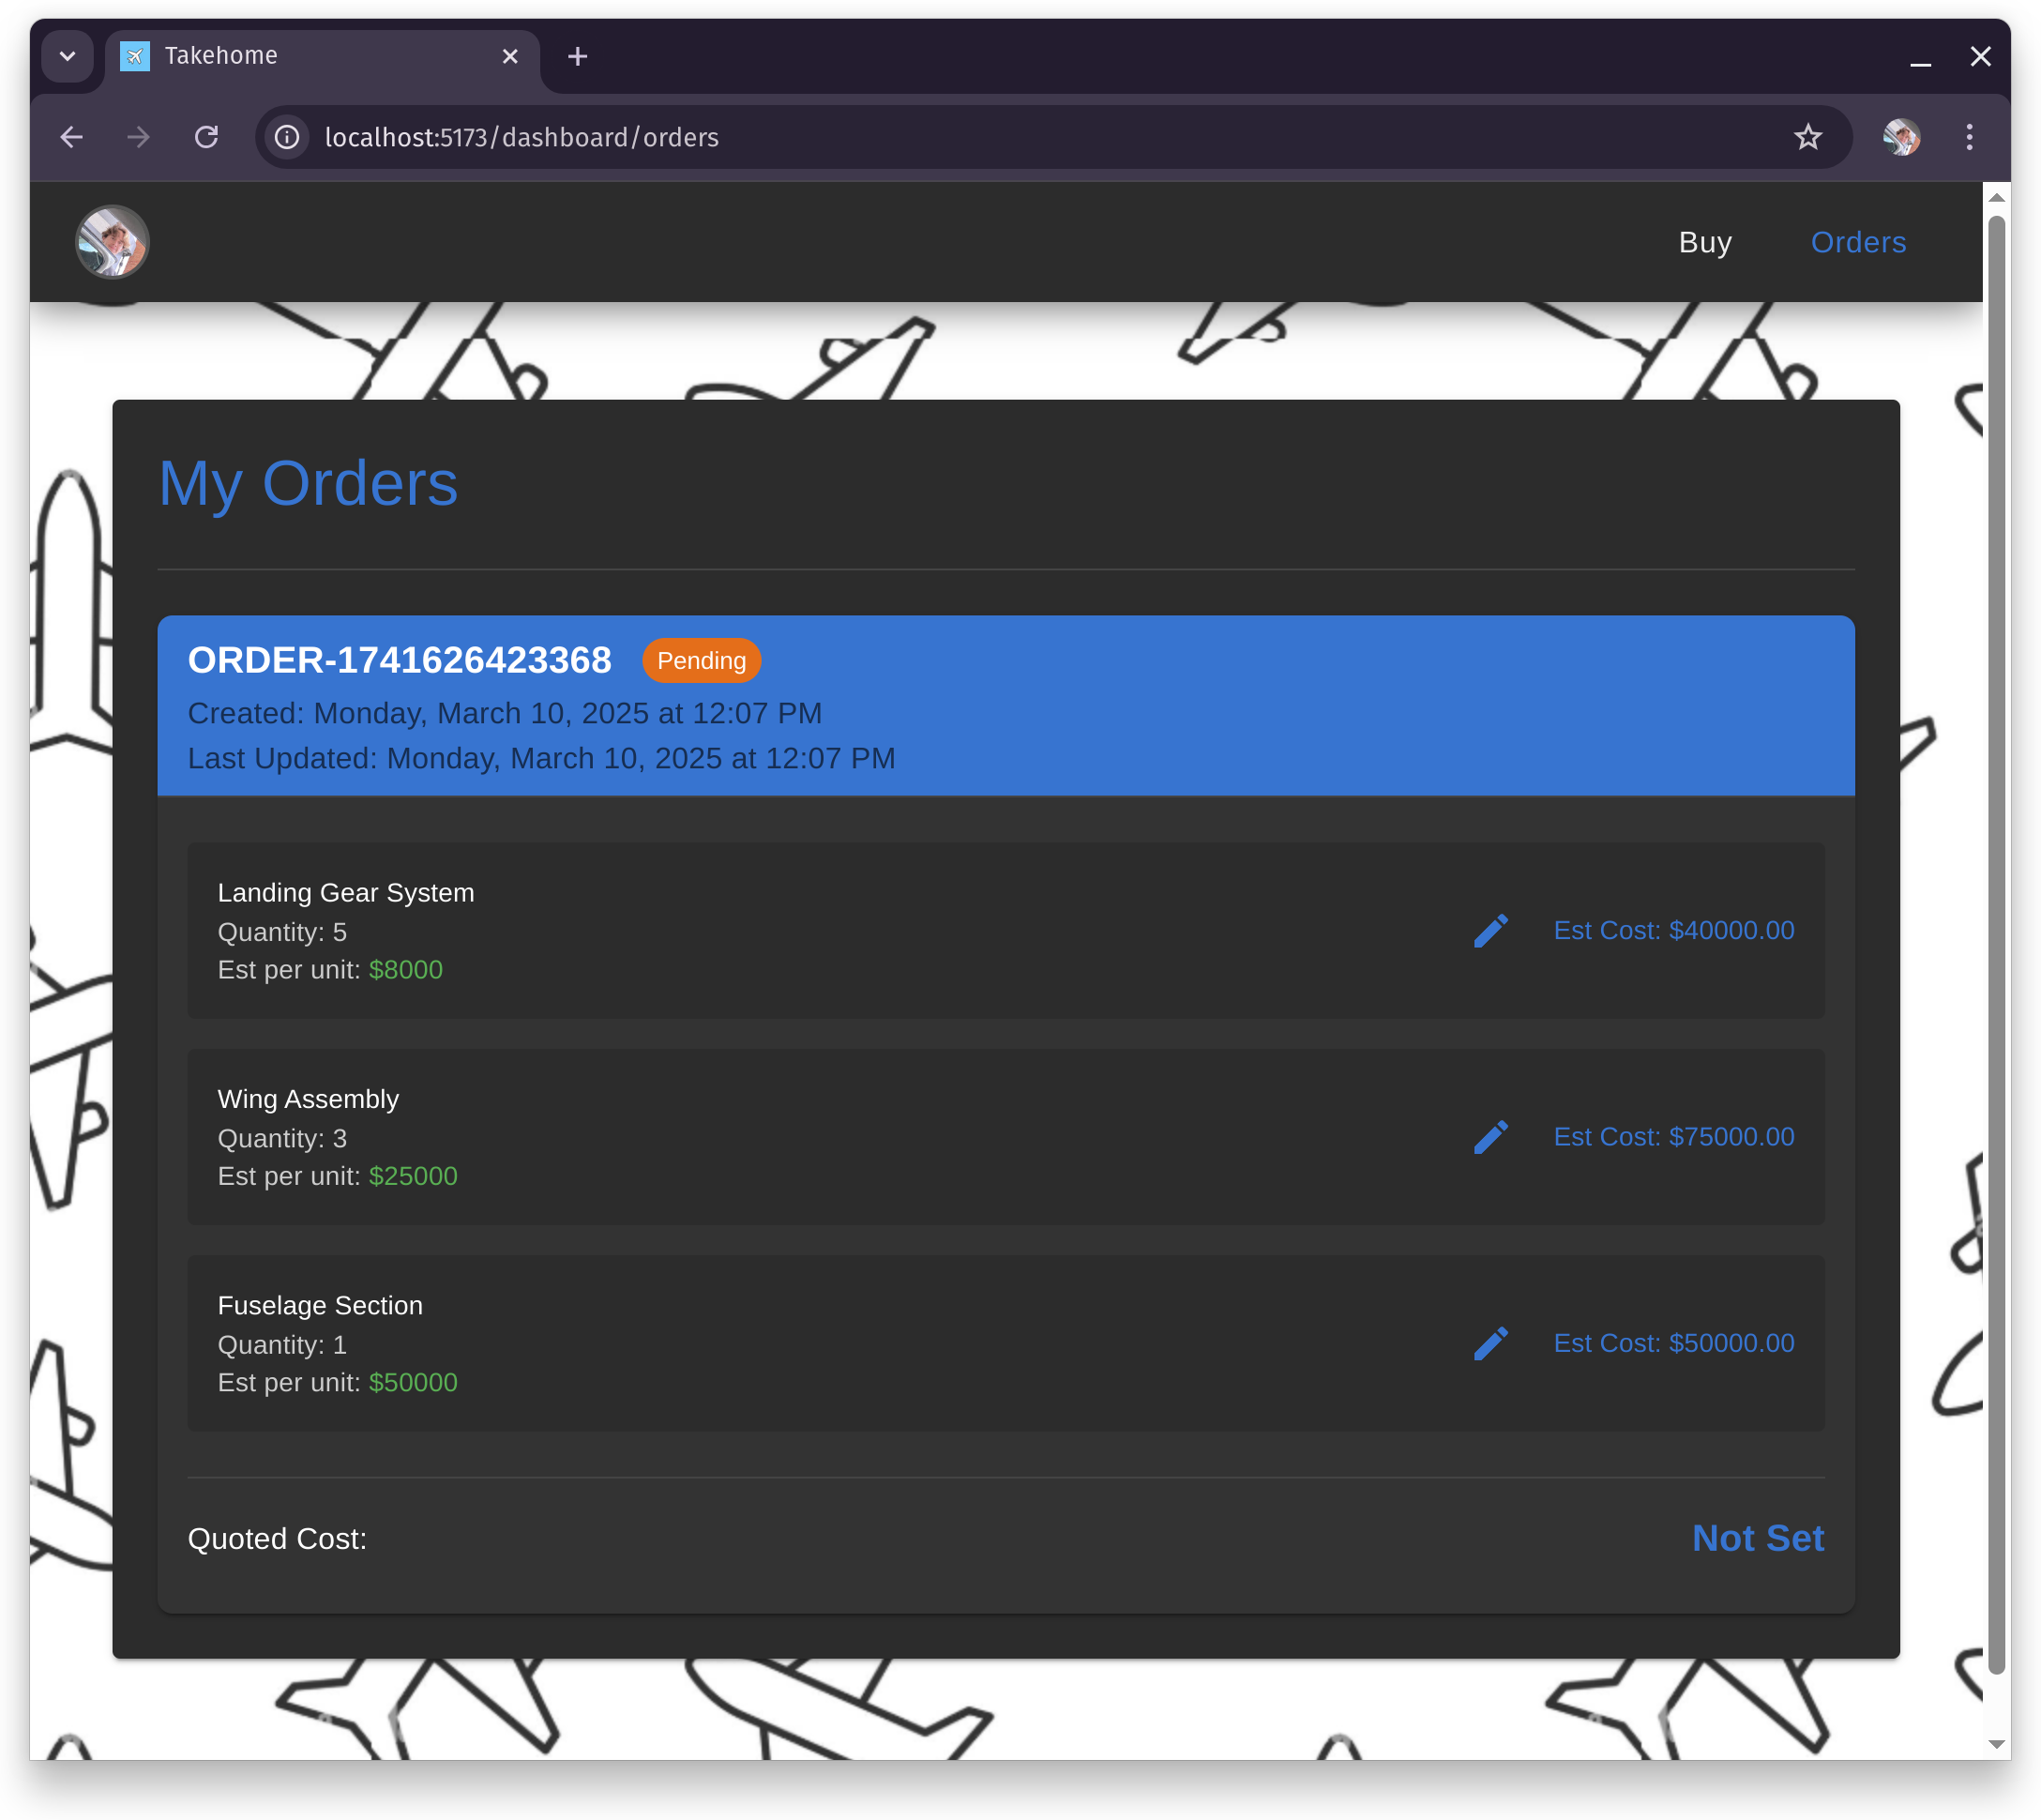 Takehome
localhost:5173/dashboard/orders
Buy
Orders
My Orders
ORDER-1741626423368
Pending
Created: Monday, March 10, 2025 at 12:07 PM
Last Updated: Monday, March 10, 2025 at 12:07 PM
Landing Gear System
Quantity: 5
Est per unit: $8000
Est Cost: $40000.00
Wing Assembly
Quantity: 3
Est per unit: $25000
Est Cost: $75000.00
Fuselage Section
Quantity: 1
Est per unit: $50000
Est Cost: $50000.00
Quoted Cost:
Not Set